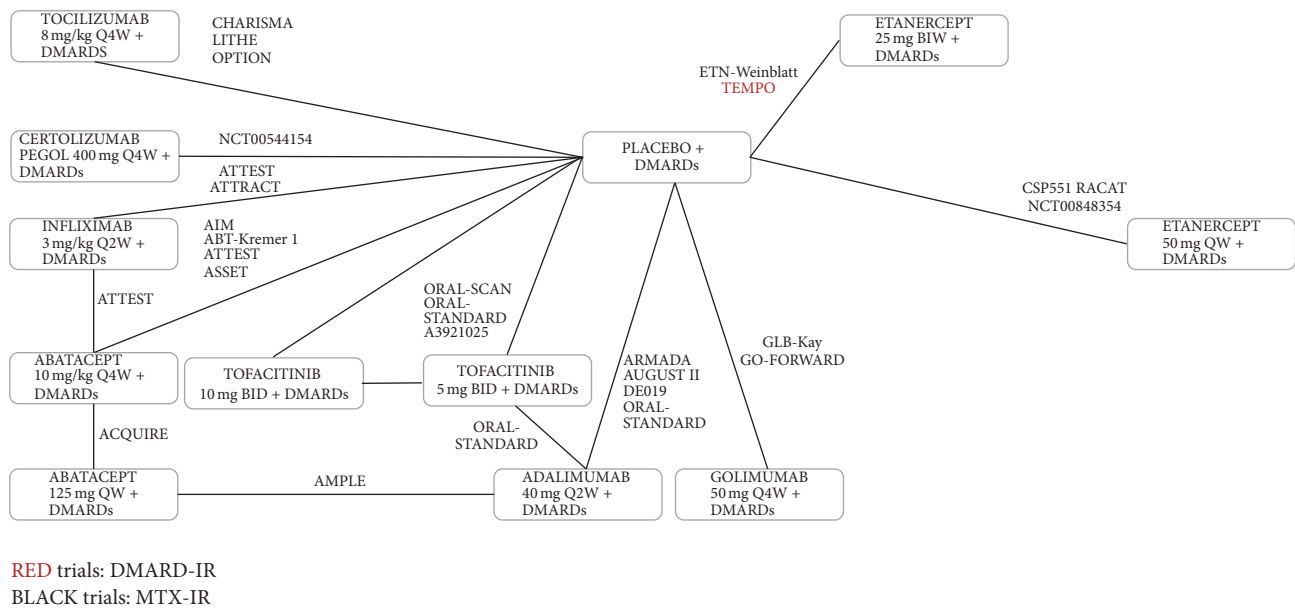 TOCILIZUMAB
8 mg/kg Q4W +
DMARDS
CHARISMA
LITHE
OPTION
ETANERCEPT
25 mg BIW +
DMARDs
ETN-Weinblatt
TEMPO
CERTOLIZUMAB
PEGOL 400 mg Q4W +
DMARDs
NCT00544154
PLACEBO +
DMARDs
ATTEST
ATTRACT
CSP551 RACAT
NCT00848354
INFLIXIMAB
3 mg/kg Q2W +
DMARDs
AIM
ABT-Kremer 1
ATTEST
ASSET
ETANERCEPT
50 mg QW +
DMARDs
ATTEST
ORAL-SCAN
ORAL-
STANDARD
A3921025
ABATACEPT
10 mg/kg Q4W +
DMARDs
TOFACITINIB
10 mg BID + DMARDs
TOFACITINIB
5 mg BID + DMARDs
ARMADA
AUGUST II
DE019
ORAL-
STANDARD
GLB-Kay
GO-FORWARD
ACQUIRE
ORAL-
STANDARD
ABATACEPT
125 mg QW +
DMARDs
AMPLE
ADALIMUMAB
40 mg Q2W +
DMARDs
GOLIMUMAB
50 mg Q4W +
DMARDs
RED trials: DMARD-IR
BLACK trials: MTX-IR